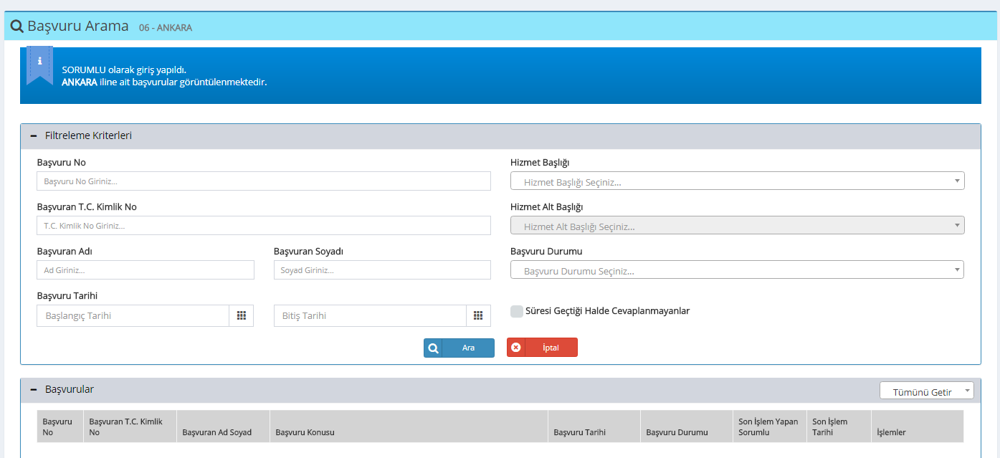 Başvuru Arama 06 - ANKARA
SORUMLU olarak giriş yapıldı.
ANKARA iline ait başvurular görüntülenmektedir.
Filtreleme Kriterleri
Başvuru No
Hizmet Başlığı
Başvuru No Giriniz...
Hizmet Başlığı Seçiniz...
Başvuran T.C. Kimlik No
Hizmet Alt Başlığı
T.C. Kimlik No Giriniz...
Hizmet Alt Başlığı Seçiniz...
Başvuran Adı
Başvuran Soyadı
Başvuru Durumu
Ad Giriniz...
Soyad Giriniz...
Başvuru Durumu Seçiniz...
Başvuru Tarihi
Başlangıç Tarihi
Bitiş Tarihi
Süresi Geçtiği Halde Cevaplanmayanlar
Ara
İptal
Başvurular
Tümünü Getir
Başvuru
No
Başvuran T.C. Kimlik
No
Başvuran Ad Soyad
Başvuru Konusu
Başvuru Tarihi
Başvuru Durumu
Son İşlem Yapan
Sorumlu
Son İşlem
Tarihi
İşlemler